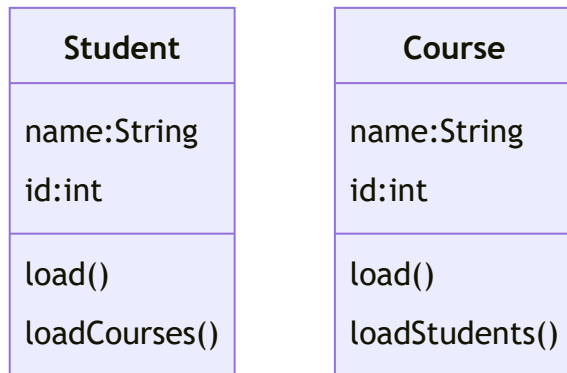 Student
name:String
id:int
load()
loadCourses()
Course
name:String
id:int
load()
loadStudents()